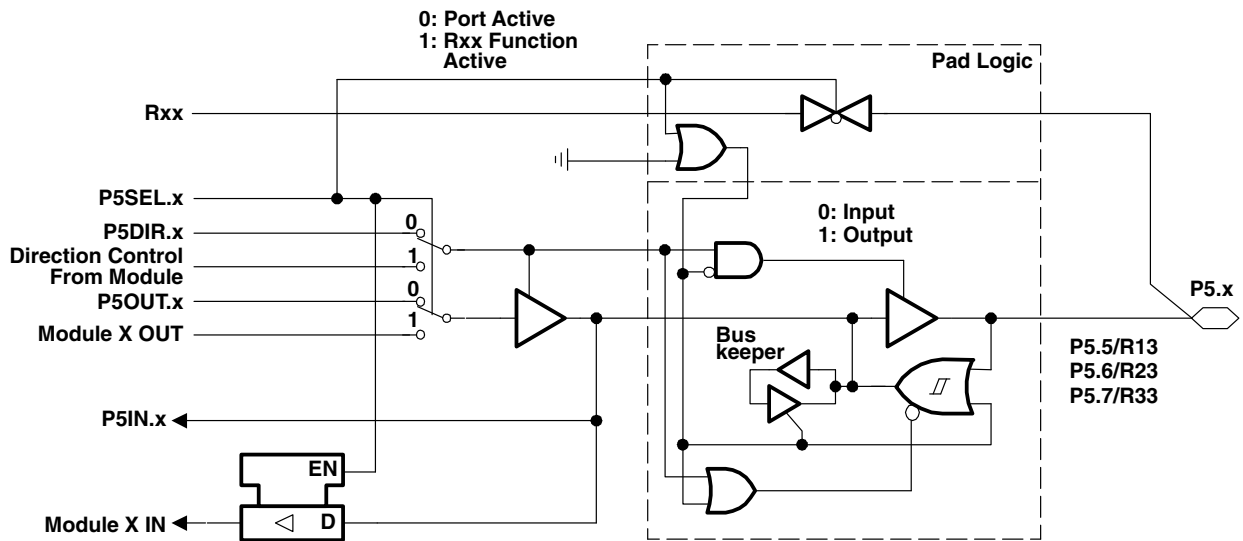 0: Port Active
1: Rxx Function
Active
Pad Logic
Rxx
P5SEL.x
0: Input
1: Output
P5DIR.x
0
Direction Control
From Module
1
P5OUT.x
0
P5.x
1
Module X OUT
Bus
keeper
P5.5/R13
P5.6/R23
P5.7/R33
P5IN.x
EN
D
Module X IN